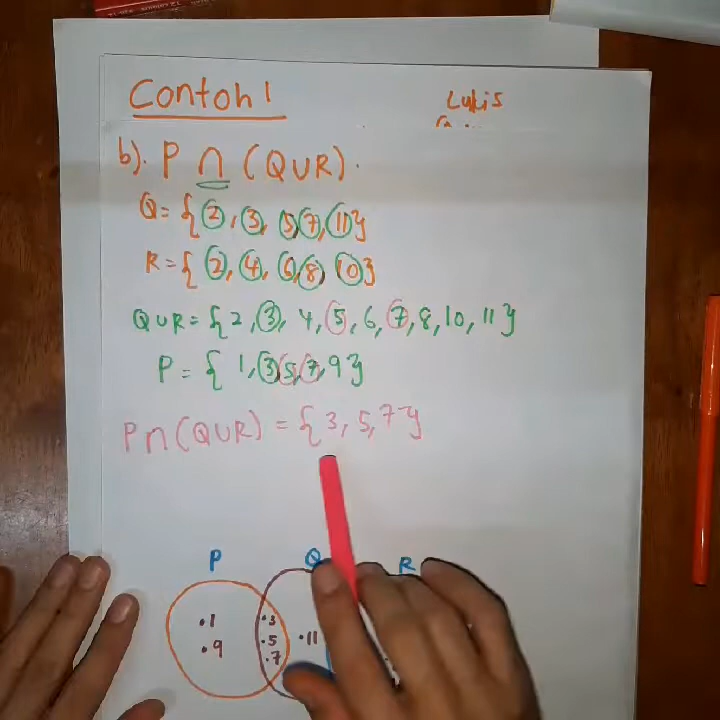 Contoh 1
Lukis
b). P ∩ (Q ∪ R).
Q = {2, 3, 5, 7, 11}
R = {2, 4, 6, 8, 10}
Q ∪ R = {2, 3, 4, 5, 6, 7, 8, 10, 11}
P = {1, 3, 5, 7, 9}
P ∩ (Q ∪ R) = {3, 5, 7}
P Q R
.1 .3
.5 .11
.9 .7